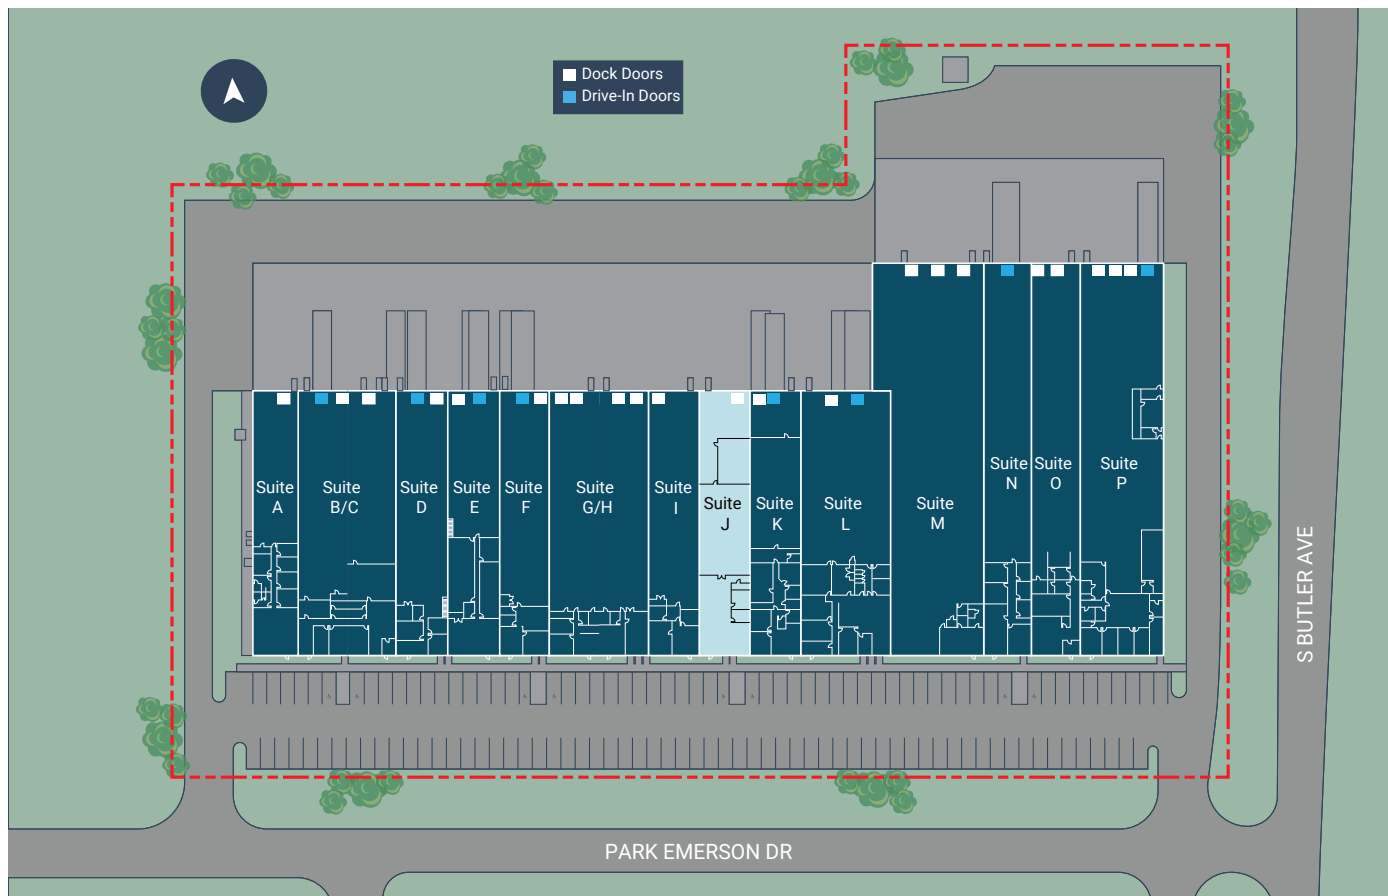 Dock Doors
Drive-In Doors
Suite
A
Suite
B/C
Suite
D
Suite
E
Suite
F
Suite
G/H
Suite
I
Suite
J
Suite
K
Suite
L
Suite
M
Suite
N
Suite
O
Suite
P
S BUTLER AVE
PARK EMERSON DR